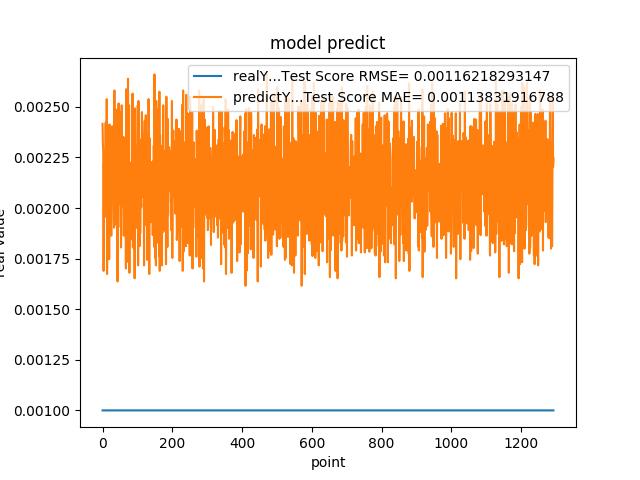 model predict
realY...Test Score RMSE= 0.00116218293147
predictY...Test Score MAE= 0.00113831916788
0.00250
0.00225
0.00200
0.00175
0.00150
0.00125
0.00100
real value
0 200 400 600 800 1000 1200
point